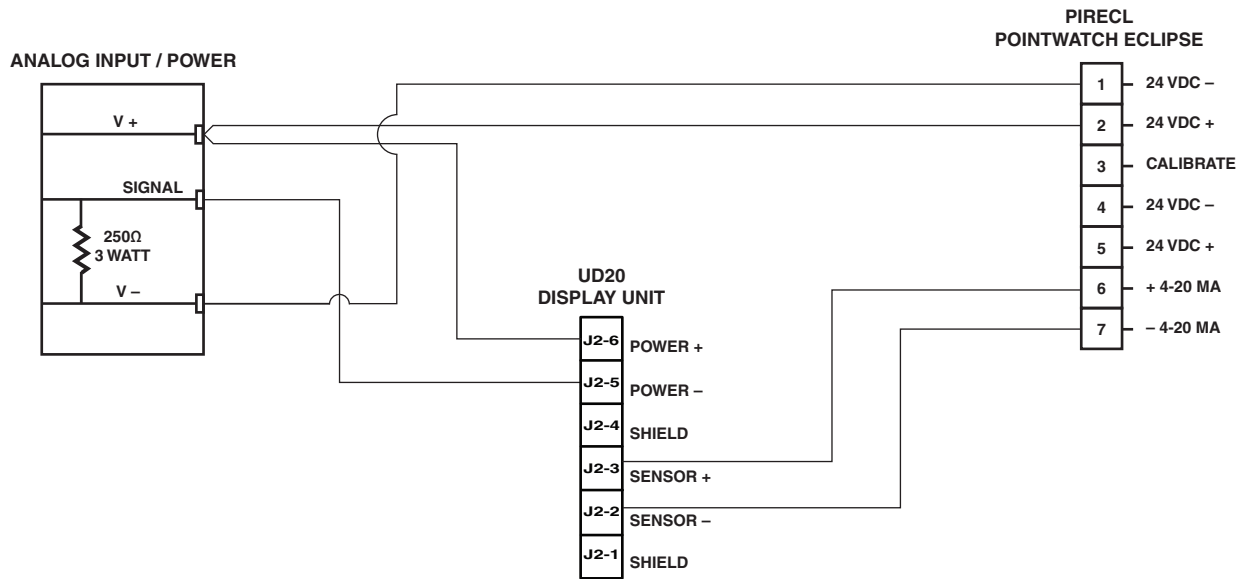 PIRECL
POINTWATCH ECLIPSE
ANALOG INPUT / POWER
V +
SIGNAL
250Ω
3 WATT
V –
1 24 VDC –
2 24 VDC +
3 CALIBRATE
4 24 VDC –
5 24 VDC +
6 + 4-20 MA
7 – 4-20 MA
UD20
DISPLAY UNIT
J2-6 POWER +
J2-5 POWER –
J2-4 SHIELD
J2-3 SENSOR +
J2-2 SENSOR –
J2-1 SHIELD